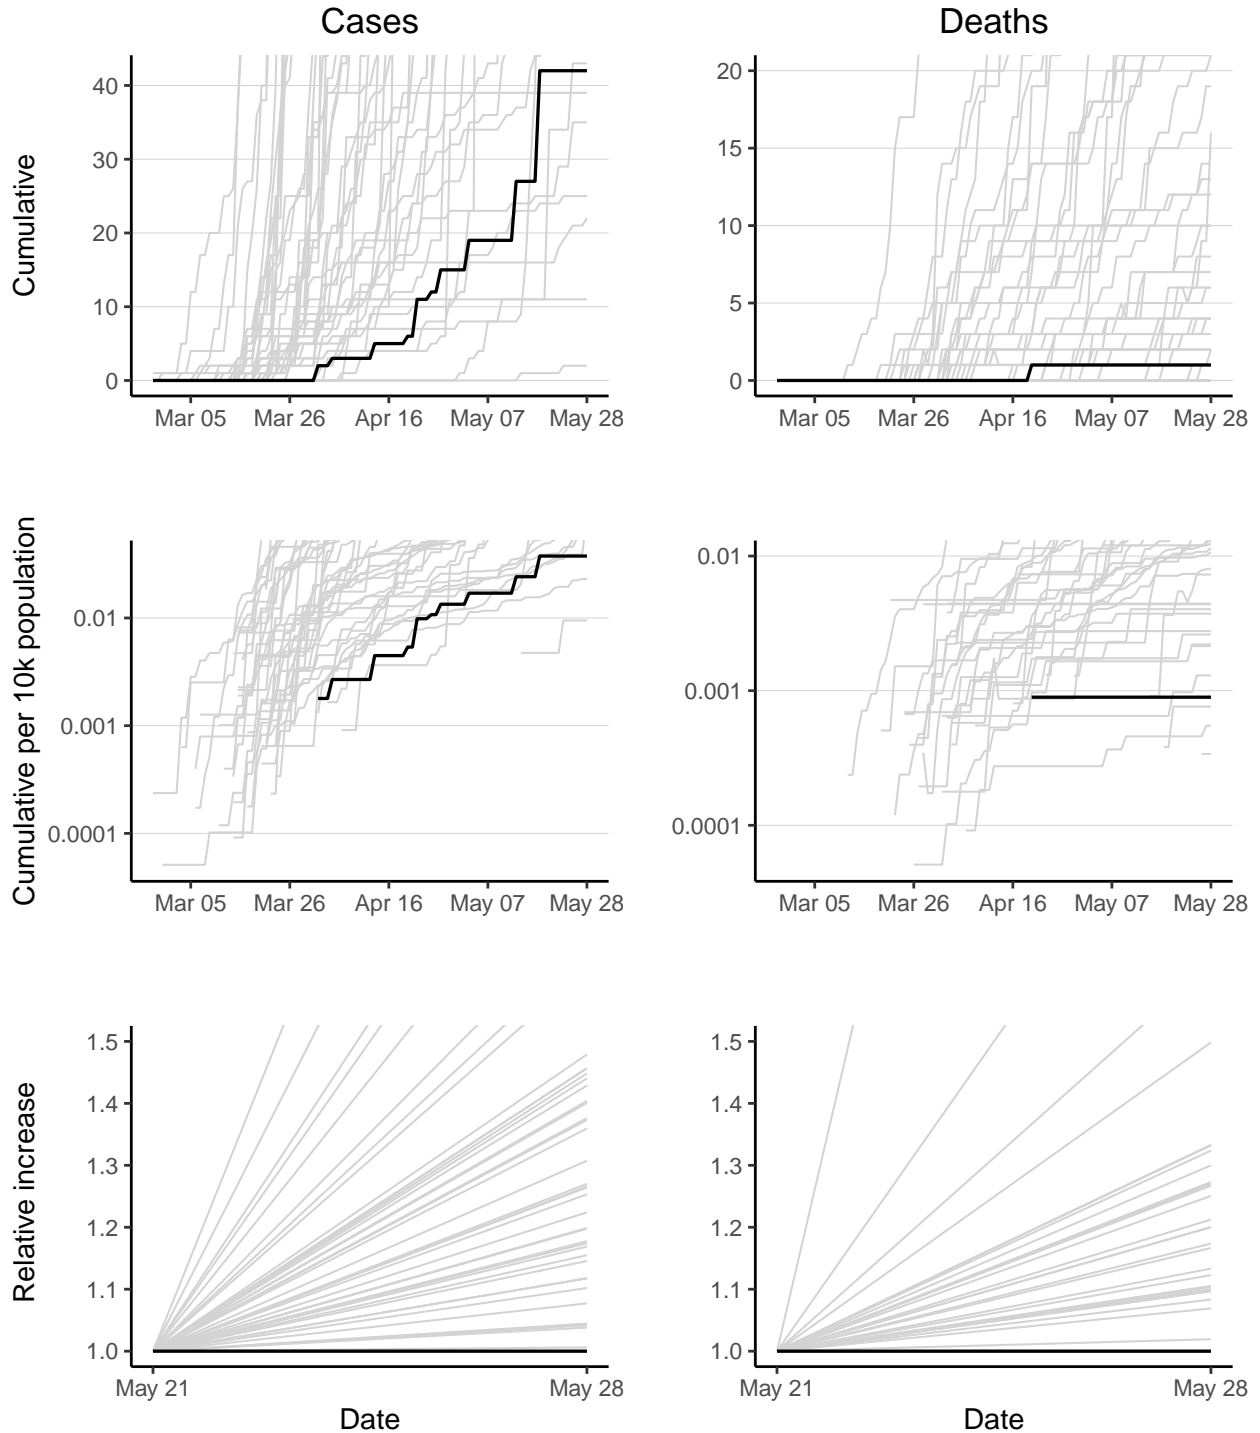 Cases
Deaths
Cumulative
40
30
20
10
0
Mar 05 Mar 26 Apr 16 May 07 May 28
20
15
10
5
0
Mar 05 Mar 26 Apr 16 May 07 May 28
Cumulative per 10k population
0.01
0.001
0.0001
Mar 05 Mar 26 Apr 16 May 07 May 28
0.01
0.001
0.0001
Mar 05 Mar 26 Apr 16 May 07 May 28
Relative increase
1.5
1.4
1.3
1.2
1.1
1.0
May 21 May 28
Date
1.5
1.4
1.3
1.2
1.1
1.0
May 21 May 28
Date